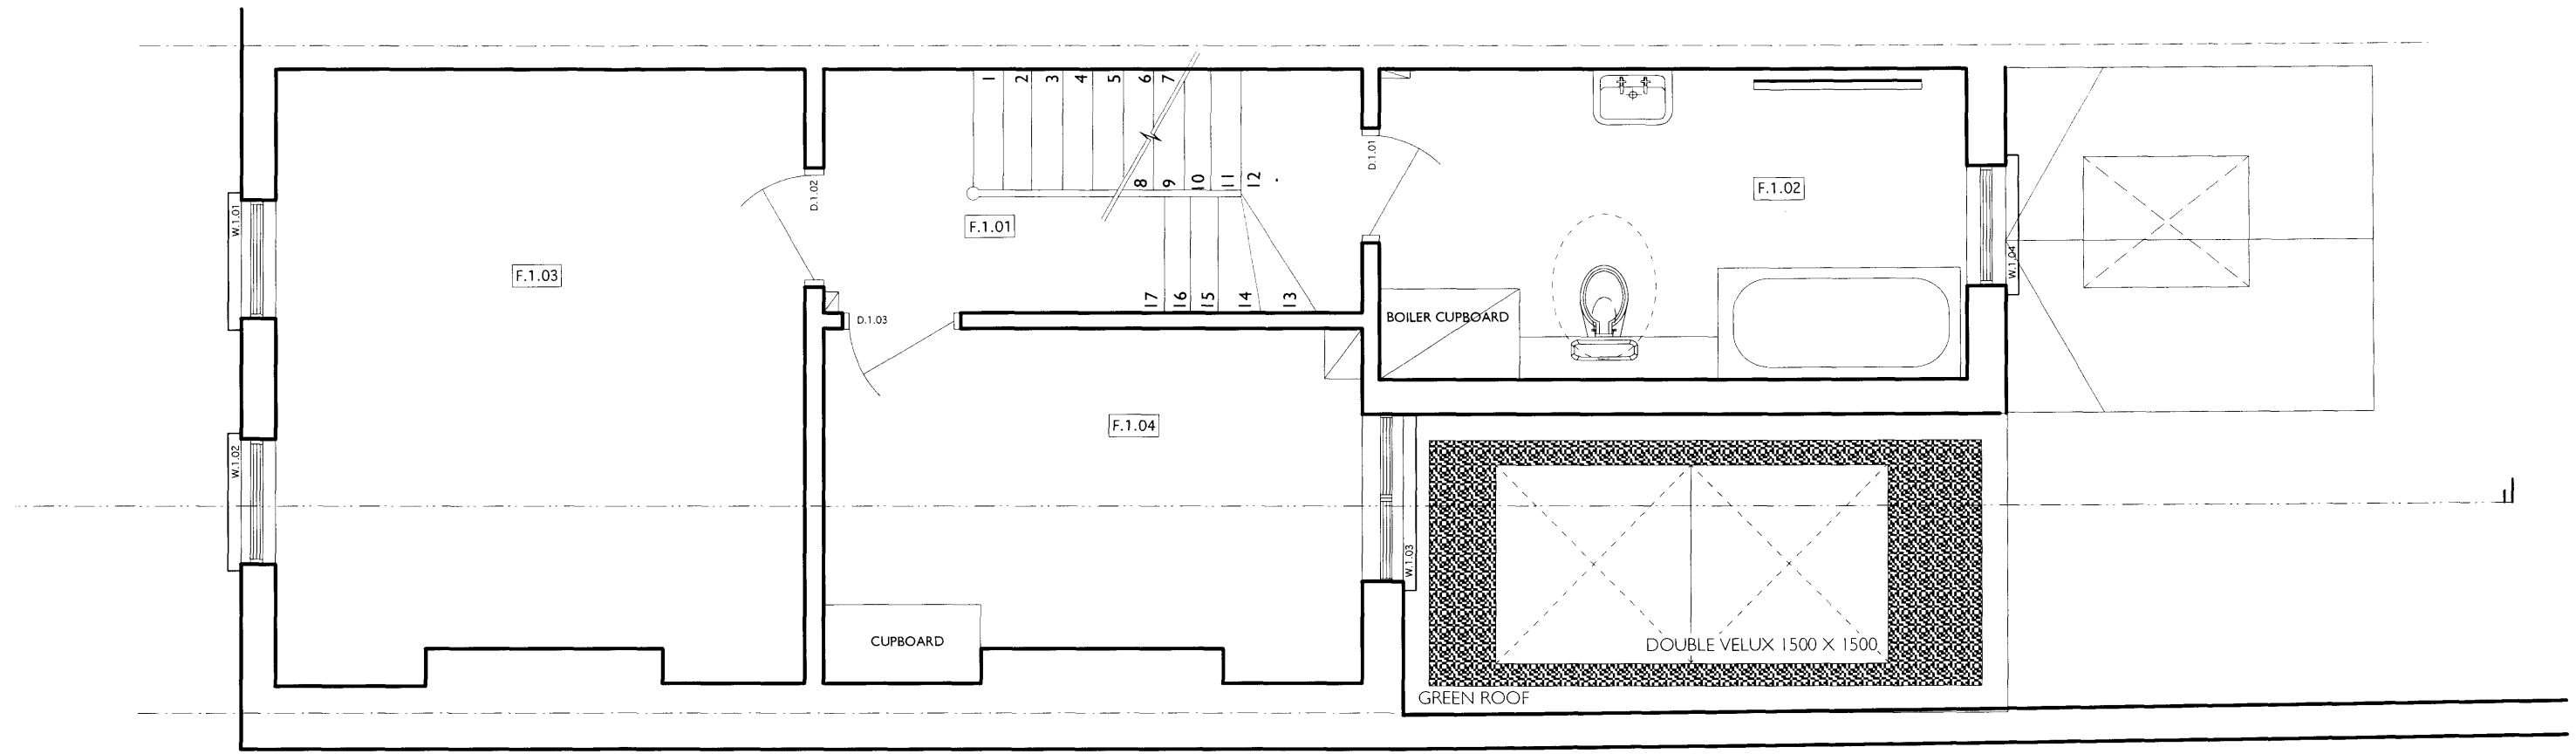 1 2 3 4 5 6 7
8 9 10 11 12
17 16 15 14 13
W.1.01
D.1.02
F.1.01
D.1.01
F.1.02
W.1.04
F.1.03
D.1.03
BOILER CUPBOARD
F.1.04
W.1.02
W.1.03
CUPBOARD
DOUBLE VELUX 1500 X 1500
GREEN ROOF